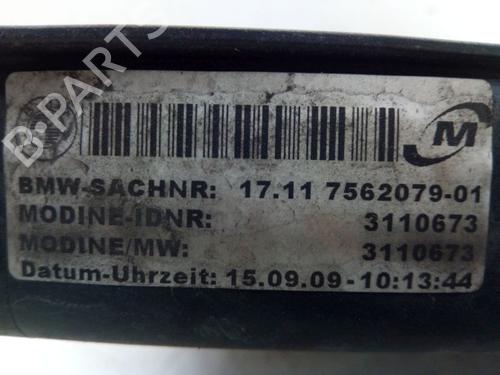 B-PARTS
M
BMW-SACHNR: 17.11 7562079-01
MODINE-IDNR: 3110673
MODINE/MW: 3110673
Datum-Uhrzeit: 15.09.09-10:13:44